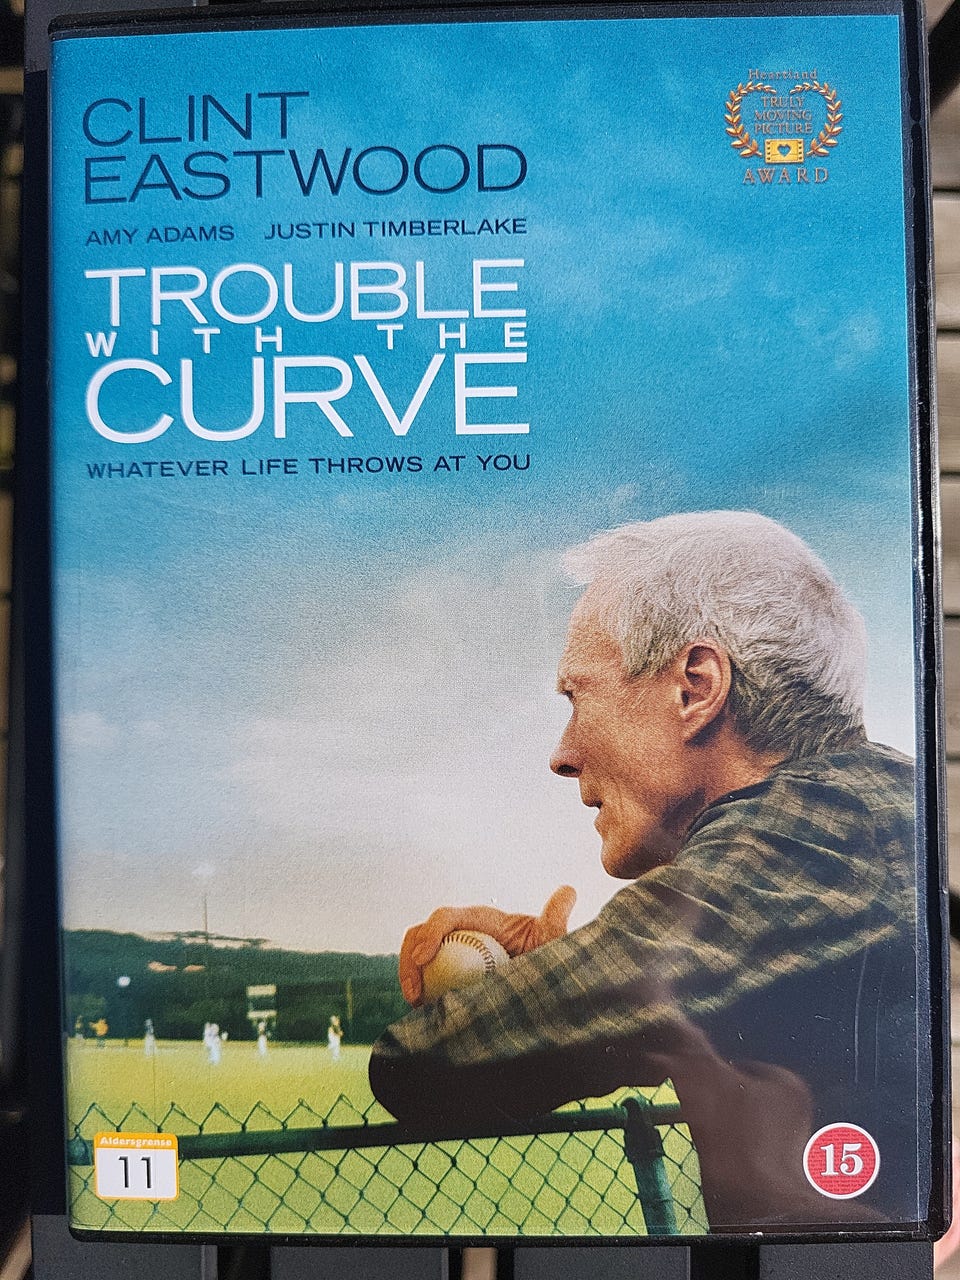 CLINT
EASTWOOD
AMY ADAMS JUSTIN TIMBERLAKE
TROUBLE
WITH THE
CURVE
WHATEVER LIFE THROWS AT YOU
Heartland
TRULY
MOVING
PICTURE
AWARD
Aldersgrense
11
15